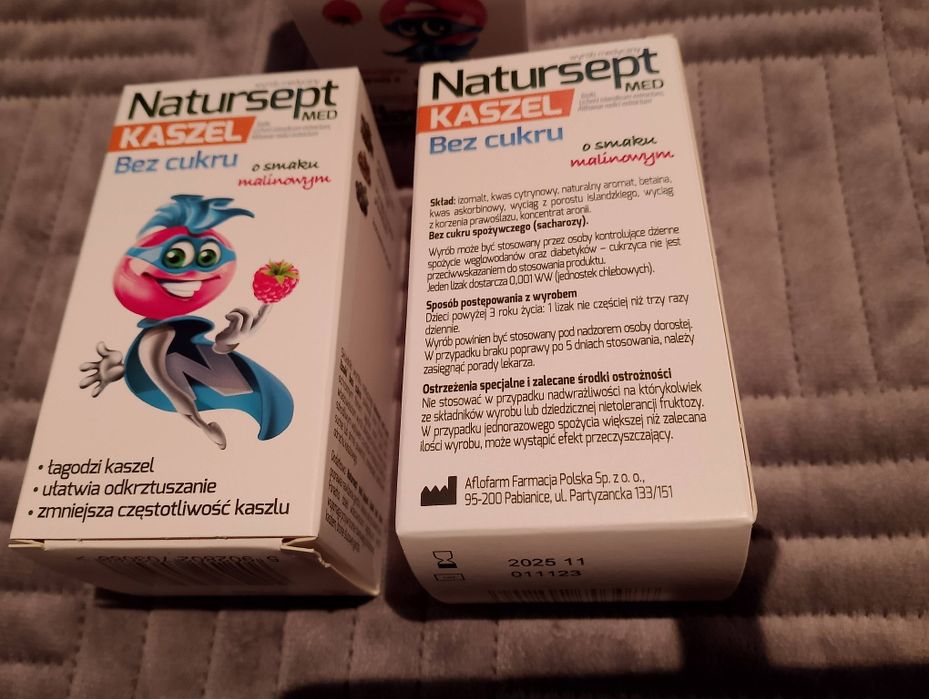 wyrób medyczny
Natursept
MED
KASZEL
Bez cukru
o smaku
malinowym
• łagodzi kaszel
• ułatwia odkrztuszanie
• zmniejsza częstotliwość kaszlu
wyrób medyczny
Natursept
MED
KASZEL
Bez cukru
o smaku
malinowym
Skład: izomalt, kwas cytrynowy, naturalny aromat, betaina,
kwas askorbinowy, wyciąg z porostu islandzkiego, wyciąg
z korzenia prawoślazu, koncentrat aronii.
Bez cukru spożywczego (sacharozy).
Wyrób może być stosowany przez osoby kontrolujące dzienne
spożycie węglowodanów oraz diabetyków – cukrzyca nie jest
przeciwwskazaniem do stosowania produktu.
Jeden lizak dostarcza 0,001 WW (jednostek chlebowych).
Sposób postępowania z wyrobem
Dzieci powyżej 3 roku życia: 1 lizak nie częściej niż trzy razy
dziennie.
Wyrób powinien być stosowany pod nadzorem osoby dorosłej.
W przypadku braku poprawy po 5 dniach stosowania, należy
zasięgnąć porady lekarza.
Ostrzeżenia specjalne i zalecane środki ostrożności
Nie stosować w przypadku nadwrażliwości na którykolwiek
ze składników wyrobu lub dziedzicznej nietolerancji fruktozy.
W przypadku jednorazowego spożycia większej niż zalecana
ilości wyrobu, może wystąpić efekt przeczyszczający.
Aflofarm Farmacja Polska Sp. z o. o.,
95-200 Pabianice, ul. Partyzancka 133/151
2025 11
011123